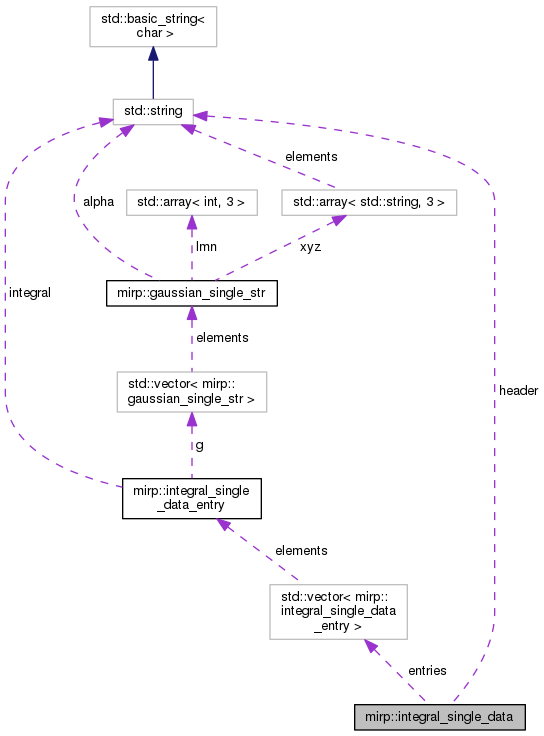 std::basic_string<
char >
std::string
elements
alpha
std::array< int, 3 >
std::array< std::string, 3 >
lmn
xyz
integral
mirp::gaussian_single_str
elements
header
std::vector< mirp::
gaussian_single_str >
g
mirp::integral_single
_data_entry
elements
std::vector< mirp::
integral_single_data
_entry >
entries
mirp::integral_single_data